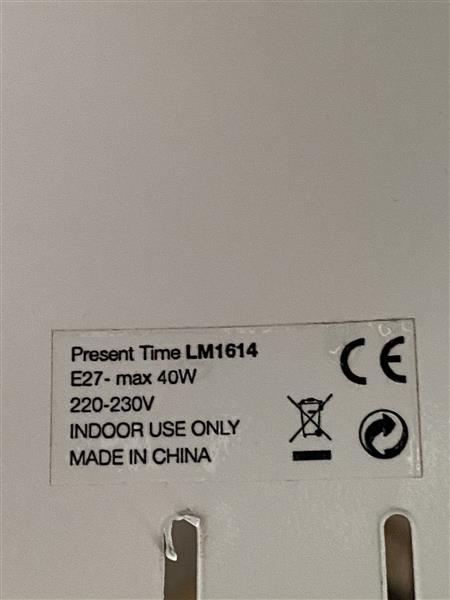 Present Time LM1614
E27- max 40W
220-230V
INDOOR USE ONLY
MADE IN CHINA
CE